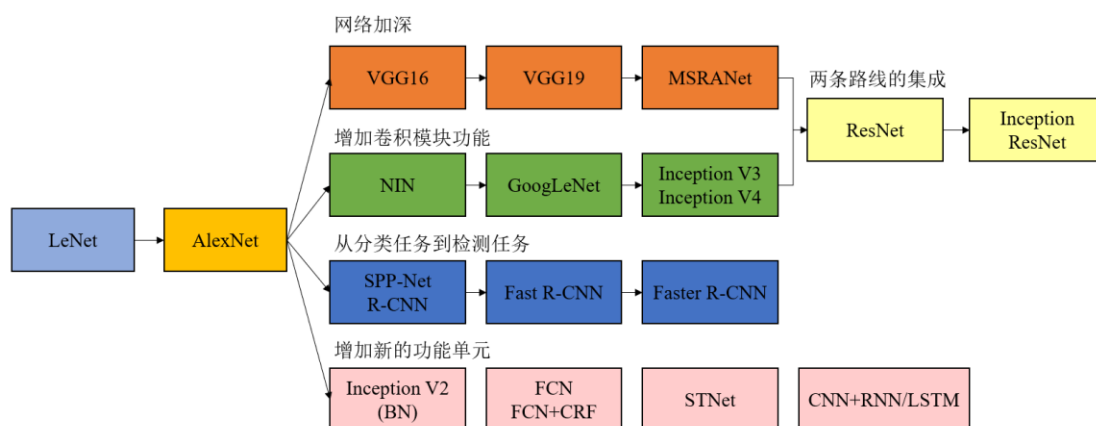 网络加深
VGG16
VGG19
MSRANet
两条路线的集成
ResNet
Inception
ResNet
增加卷积模块功能
NIN
GoogLeNet
Inception V3
Inception V4
LeNet
AlexNet
从分类任务到检测任务
SPP-Net
R-CNN
Fast R-CNN
Faster R-CNN
增加新的功能单元
Inception V2
(BN)
FCN
FCN+CRF
STNet
CNN+RNN/LSTM